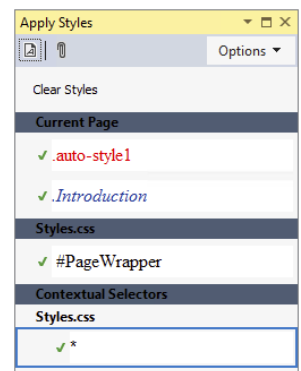 Apply Styles
Options
Clear Styles
Current Page
.auto-style1
.Introduction
Styles.css
#PageWrapper
Contextual Selectors
Styles.css
*